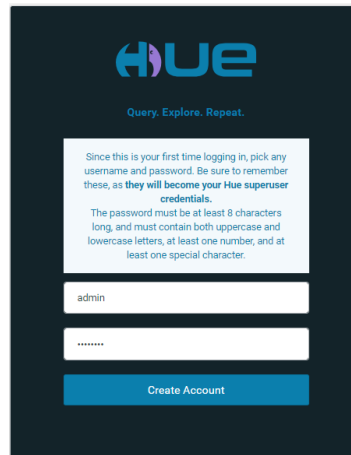 HUE
Query. Explore. Repeat.
Since this is your first time logging in, pick any
username and password. Be sure to remember
these, as they will become your Hue superuser
credentials.
The password must be at least 8 characters
long, and must contain both uppercase and
lowercase letters, at least one number, and at
least one special character.
admin
••••••••
Create Account